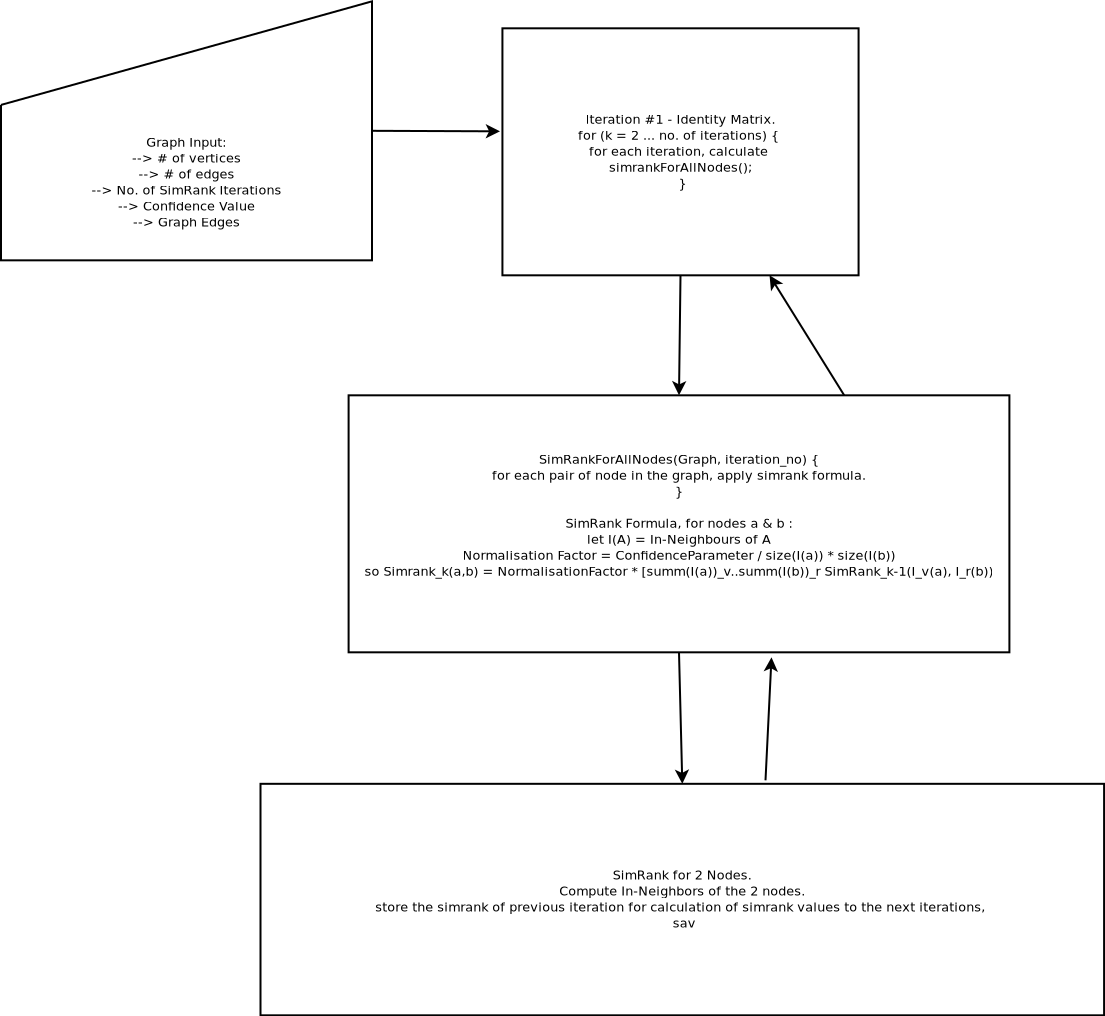 Graph Input:
--> # of vertices
--> # of edges
--> No. of SimRank Iterations
--> Confidence Value
--> Graph Edges
Iteration #1 - Identity Matrix.
for (k = 2 ... no. of iterations) {
for each iteration, calculate
simrankForAllNodes();
}
SimRankForAllNodes(Graph, iteration_no) {
for each pair of node in the graph, apply simrank formula.
}
SimRank Formula, for nodes a & b :
let I(A) = In-Neighbours of A
Normalisation Factor = ConfidenceParameter / size(I(a)) * size(I(b))
so Simrank_k(a,b) = NormalisationFactor * [summ(I(a))_v..summ(I(b))_r SimRank_k-1(I_v(a), I_r(b))
SimRank for 2 Nodes.
Compute In-Neighbors of the 2 nodes.
store the simrank of previous iteration for calculation of simrank values to the next iterations,
sav